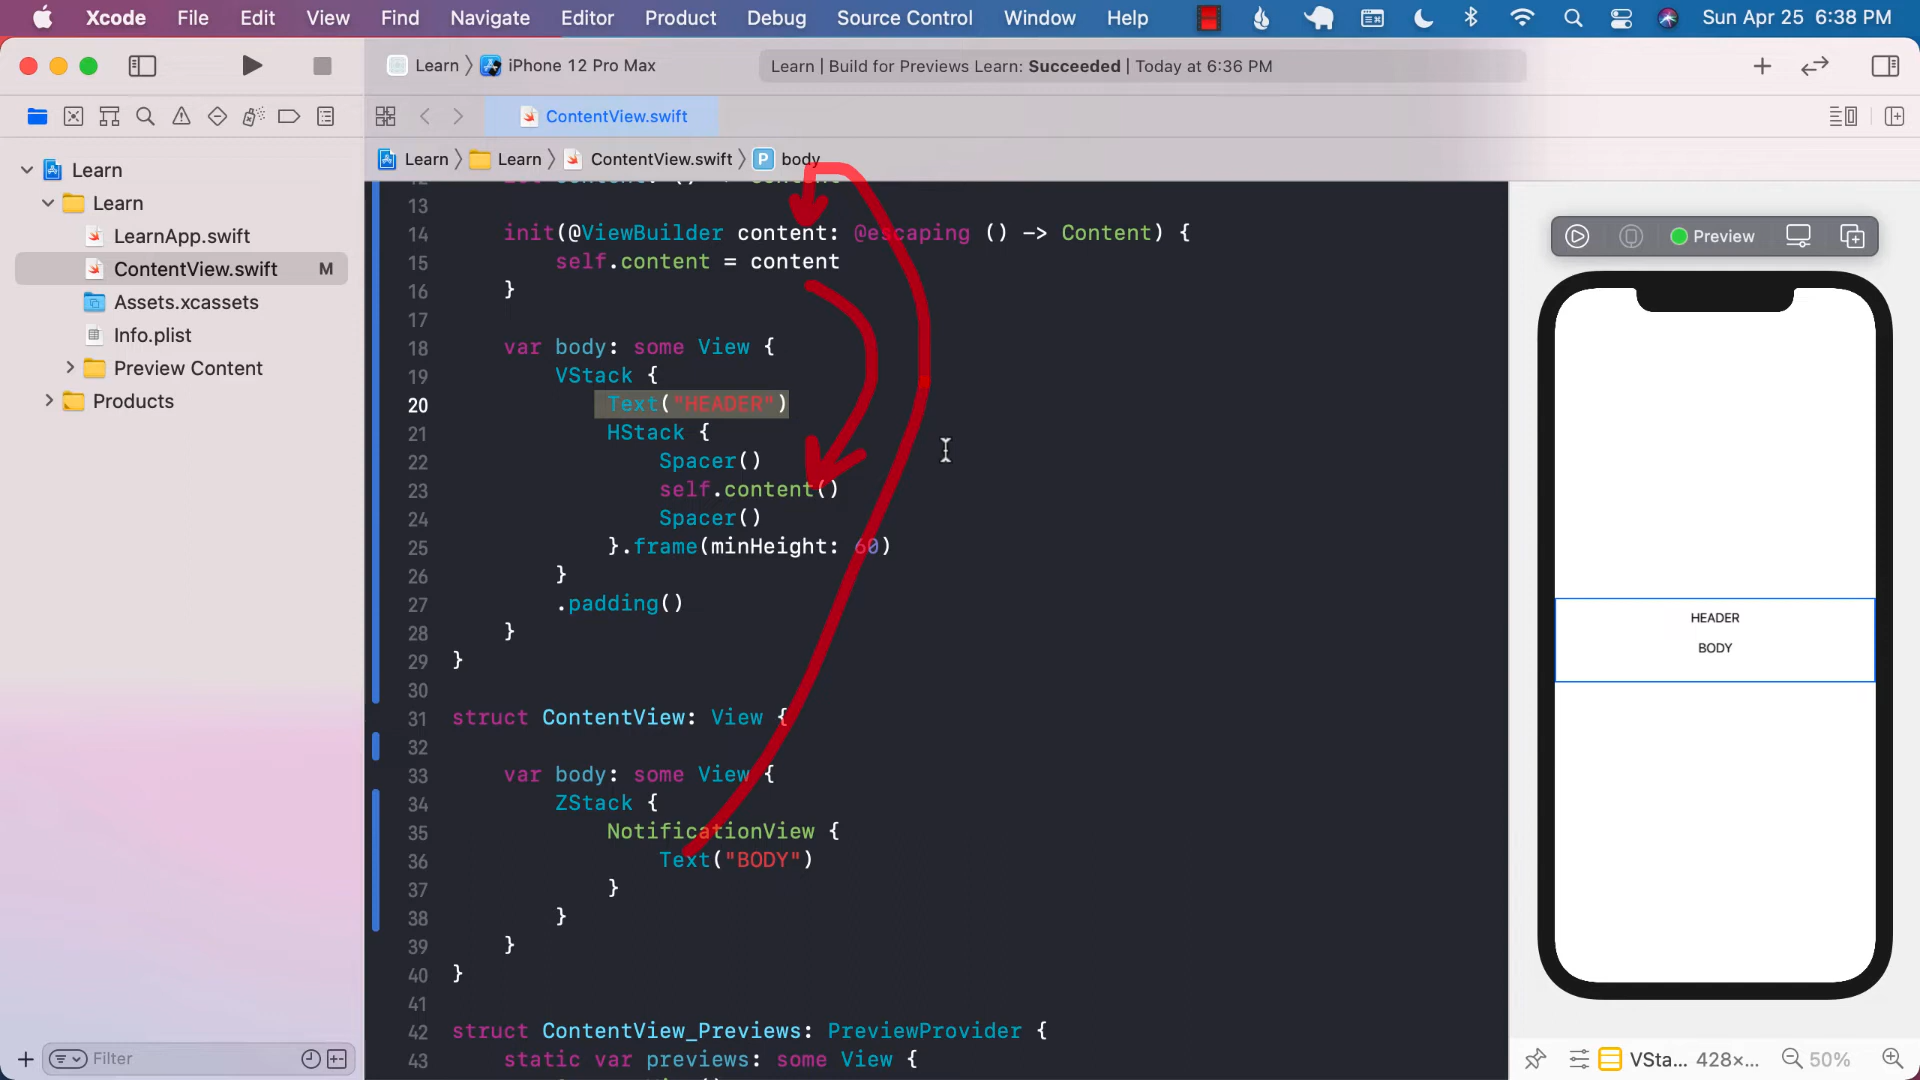 Xcode File Edit View Find Navigate Editor Product Debug Source Control Window Help Sun Apr 25 6:38 PM
Learn iPhone 12 Pro Max Learn | Build for Previews Learn: Succeeded | Today at 6:36 PM
ContentView.swift
Learn Learn ContentView.swift P body
Learn
Learn
LearnApp.swift
ContentView.swift M
Assets.xcassets
Info.plist
Preview Content
Products
Filter
13
14 init(@ViewBuilder content: @escaping () -> Content) {
15 self.content = content
16 }
17
18 var body: some View {
19 VStack {
20 Text("HEADER")
21 HStack {
22 Spacer()
23 self.content()
24 Spacer()
25 }.frame(minHeight: 60)
26 }
27 .padding()
28 }
29 }
30
31 struct ContentView: View {
32
33 var body: some View {
34 ZStack {
35 NotificationView {
36 Text("BODY")
37 }
38 }
39 }
40 }
41
42 struct ContentView_Previews: PreviewProvider {
43 static var previews: some View {
Preview
HEADER
BODY
VSta... 428×... 50%